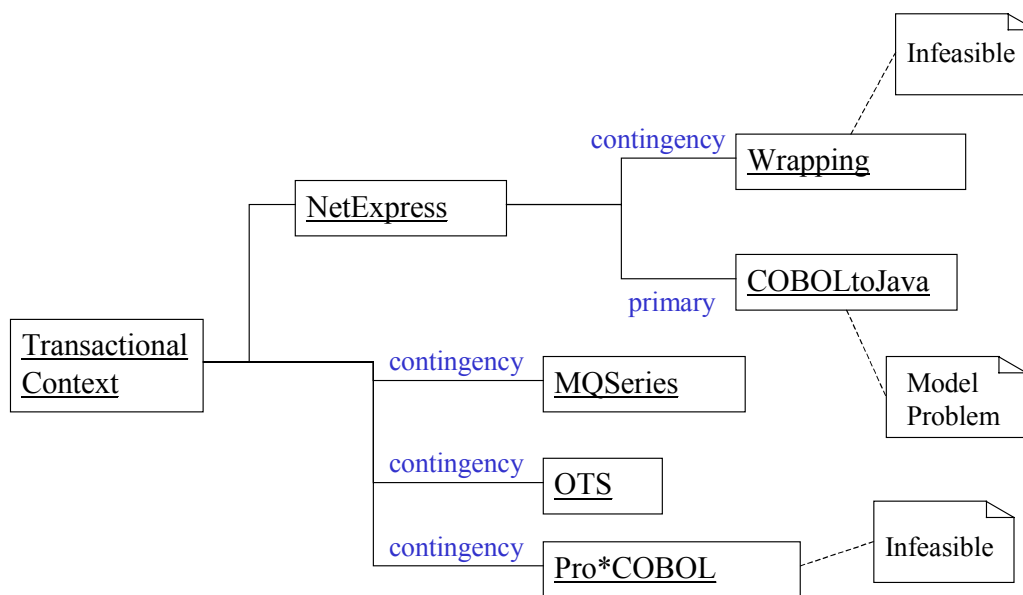 Infeasible
contingency
Wrapping
NetExpress
COBOLtoJava
primary
Transactional
Context
contingency
MQSeries
Model
Problem
contingency
OTS
contingency
Pro*COBOL
Infeasible